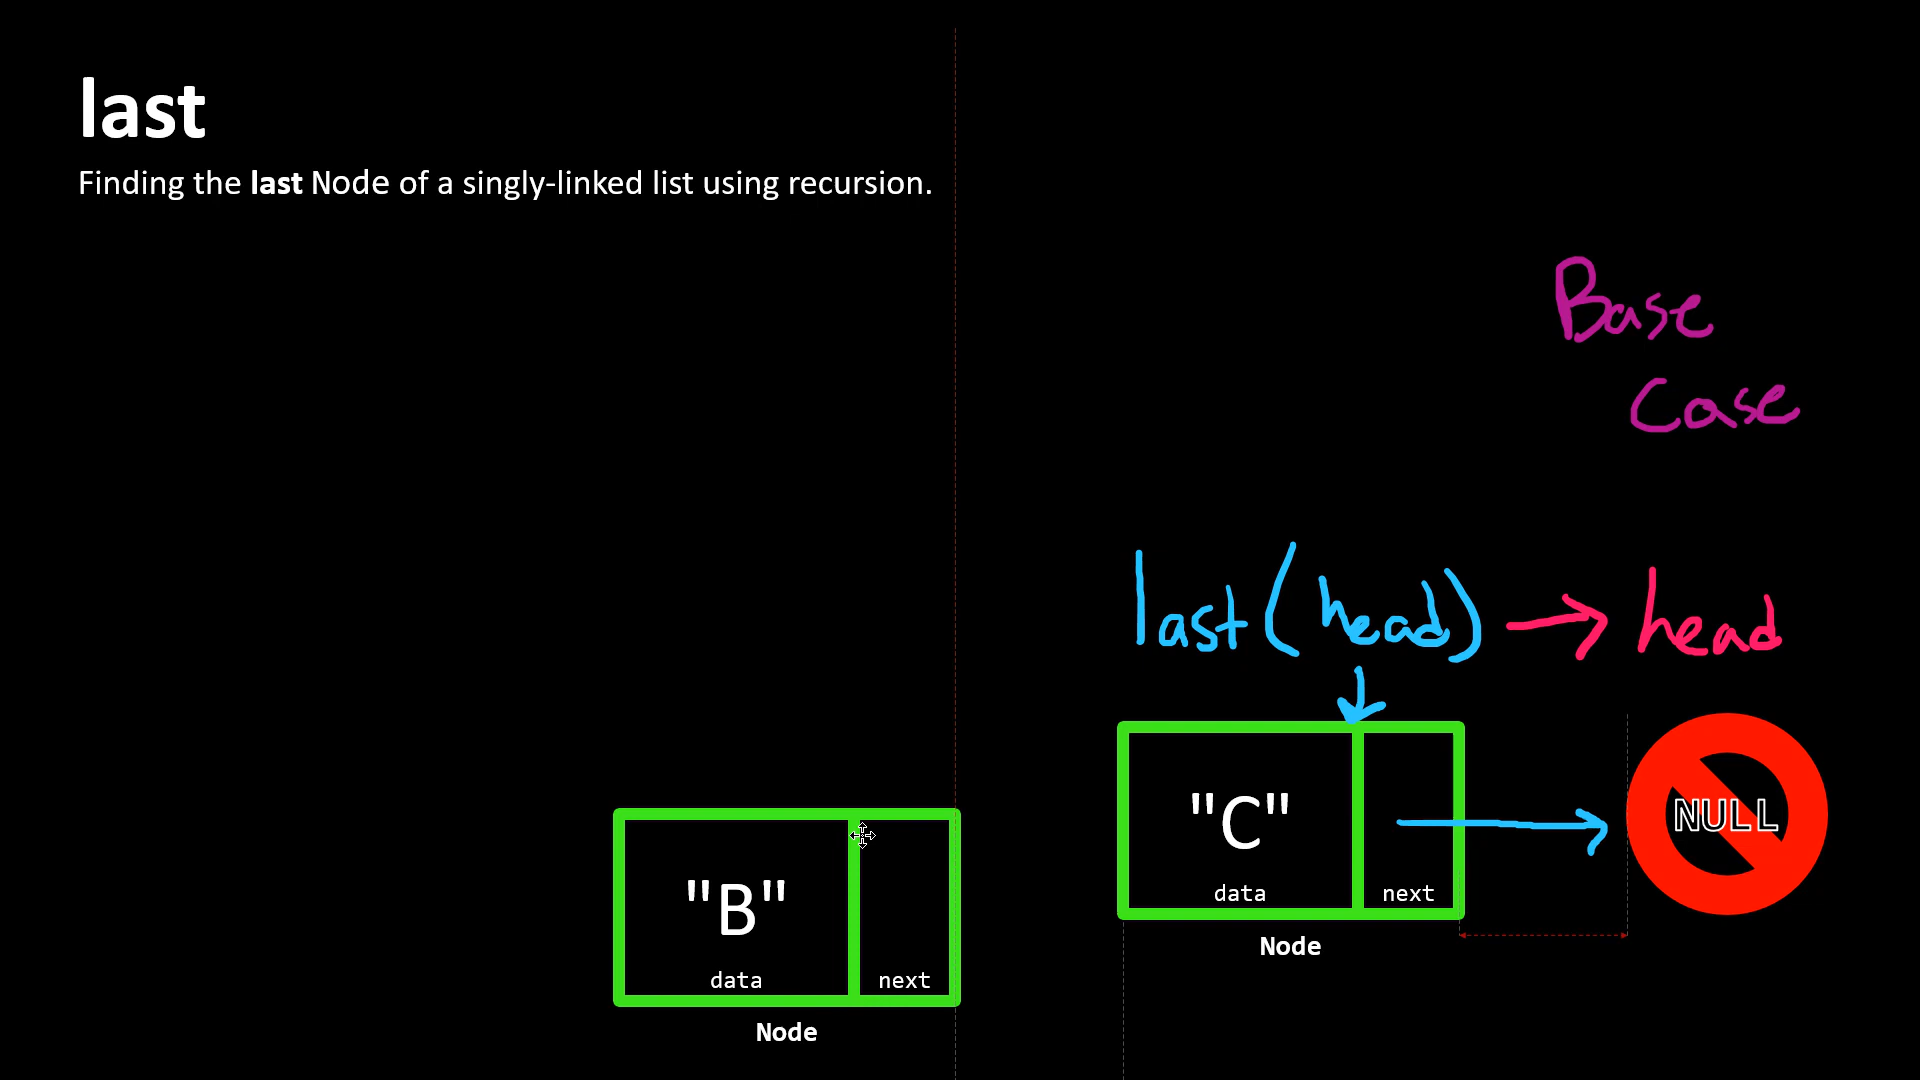 last
Finding the last Node of a singly-linked list using recursion.
Base
Case
last(head) → head
"C"
data
next
Node
NULL
"B"
data
next
Node